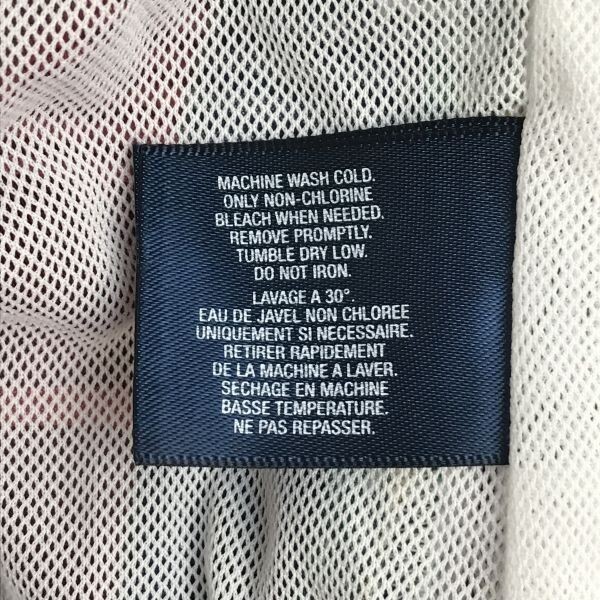 MACHINE WASH COLD.
ONLY NON-CHLORINE
BLEACH WHEN NEEDED.
REMOVE PROMPTLY.
TUMBLE DRY LOW.
DO NOT IRON.
LAVAGE A 30°.
EAU DE JAVEL NON CHLOREE
UNIQUEMENT SI NECESSAIRE.
RETIRER RAPIDEMENT
DE LA MACHINE A LAVER.
SECHAGE EN MACHINE
BASSE TEMPERATURE.
NE PAS REPASSER.